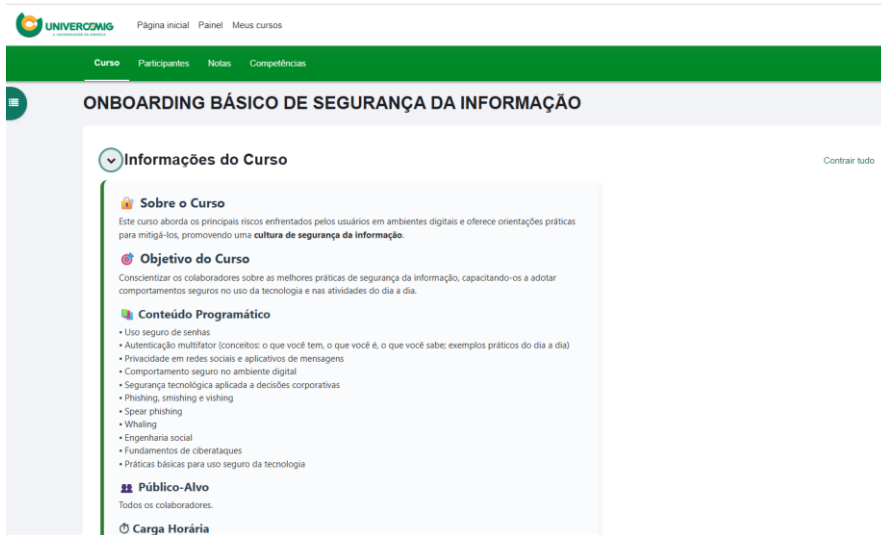 UNIVERCEMIG
Página inicial Painel Meus cursos
Curso Participantes Notas Competências
ONBOARDING BÁSICO DE SEGURANÇA DA INFORMAÇÃO
Informações do Curso
Contrair tudo
Sobre o Curso
Este curso aborda os principais riscos enfrentados pelos usuários em ambientes digitais e oferece orientações práticas
para mitigá-los, promovendo uma cultura de segurança da informação.
Objetivo do Curso
Conscientizar os colaboradores sobre as melhores práticas de segurança da informação, capacitando-os a adotar
comportamentos seguros no uso da tecnologia e nas atividades do dia a dia.
Conteúdo Programático
• Uso seguro de senhas
• Autenticação multifator (conceitos: o que você tem, o que você é, o que você sabe; exemplos práticos do dia a dia)
• Privacidade em redes sociais e aplicativos de mensagens
• Comportamento seguro no ambiente digital
• Segurança tecnológica aplicada a decisões corporativas
• Phishing, smishing e vishing
• Spear phishing
• Whaling
• Engenharia social
• Fundamentos de ciberataques
• Práticas básicas para uso seguro da tecnologia
Público-Alvo
Todos os colaboradores.
Carga Horária